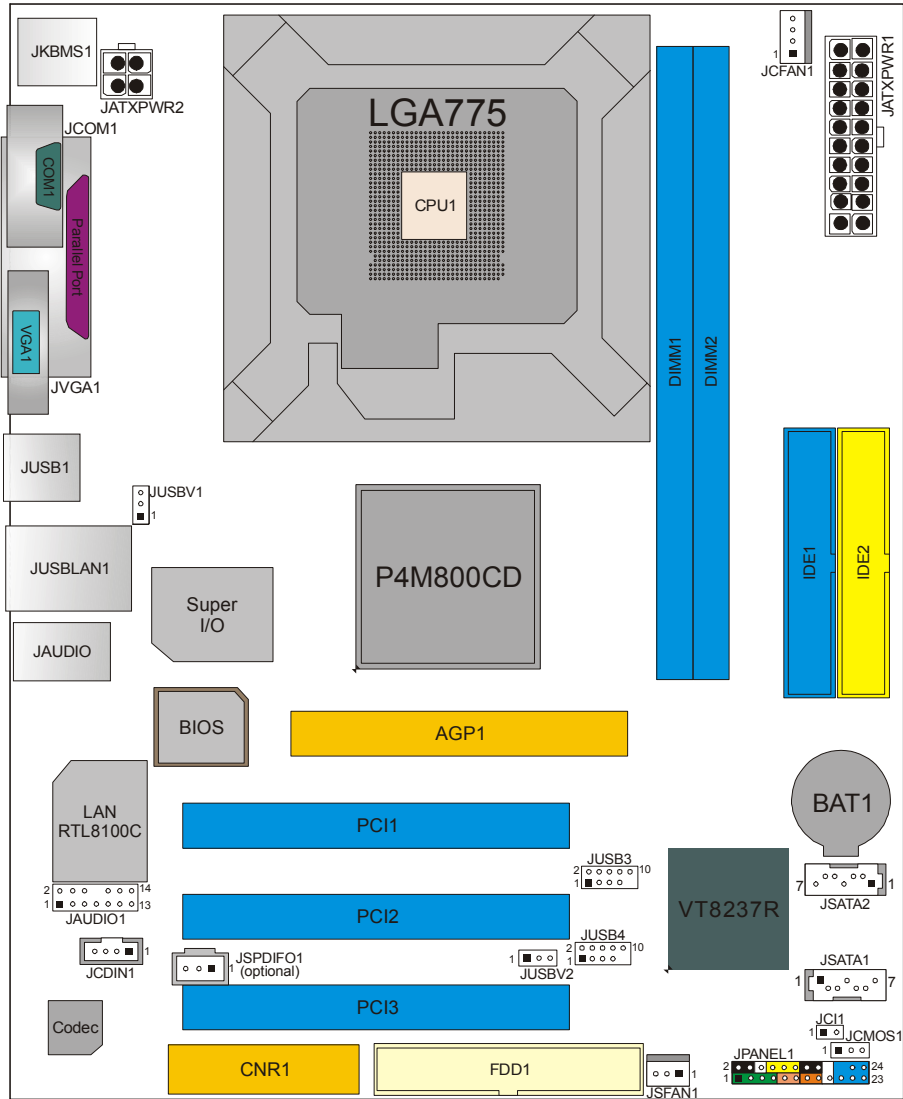 JKBMS1
JATXPWR2
JCFAN1
1
JATXPWR1
LGA775
CPU1
JCOM1
COM1
Parallel Port
VGA1
JVGA1
DIMM1
DIMM2
JUSB1
JUSBV1
1
JUSBLAN1
Super
I/O
P4M800CD
IDE1
IDE2
JAUDIO
BIOS
AGP1
LAN
RTL8100C
BAT1
PCI1
2 14
1 13
JAUDIO1
JUSB3
2 10
1
VT8237R
7 1
JSATA2
PCI2
JCDIN1
1
JSPDIFO1
1 (optional)
JUSBV2
1
JUSB4
2 10
1
JSATA1
1 7
PCI3
Codec
JCI1
1
JCMOS1
1
CNR1
FDD1
JSFAN1
1
JPANEL1
2 24
1 23